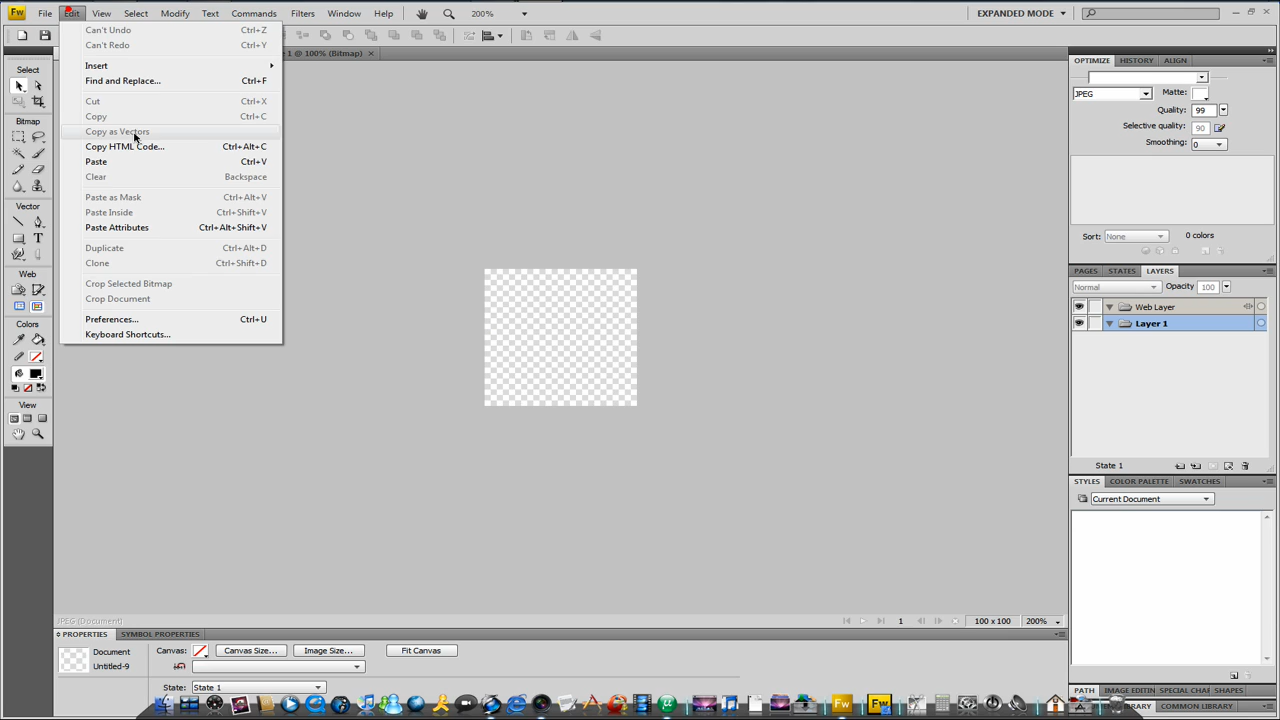 Fw File Edit View Select Modify Text Commands Filters Window Help 200% EXPANDED MODE
1 @ 100% (Bitmap)
Can't Undo Ctrl+Z
Can't Redo Ctrl+Y
Insert
Find and Replace... Ctrl+F
Cut Ctrl+X
Copy Ctrl+C
Copy as Vectors
Copy HTML Code... Ctrl+Alt+C
Paste Ctrl+V
Clear Backspace
Paste as Mask Ctrl+Alt+V
Paste Inside Ctrl+Shift+V
Paste Attributes Ctrl+Alt+Shift+V
Duplicate Ctrl+Alt+D
Clone Ctrl+Shift+D
Crop Selected Bitmap
Crop Document
Preferences... Ctrl+U
Keyboard Shortcuts...
Select
Bitmap
Vector
T
Web
Colors
View
OPTIMIZE HISTORY ALIGN
JPEG Matte:
Quality: 99
Selective quality: 90
Smoothing: 0
Sort: None 0 colors
PAGES STATES LAYERS
Normal Opacity 100
Web Layer
Layer 1
State 1
STYLES COLOR PALETTE SWATCHES
Current Document
JPEG (Document) 1 100 x 100 200%
PROPERTIES SYMBOL PROPERTIES
Document Canvas: Canvas Size... Image Size... Fit Canvas
Untitled-9
State: State 1
PATH IMAGE EDITIN SPECIAL CHAR SHAPES
LIBRARY COMMON LIBRARY
Fw Fw